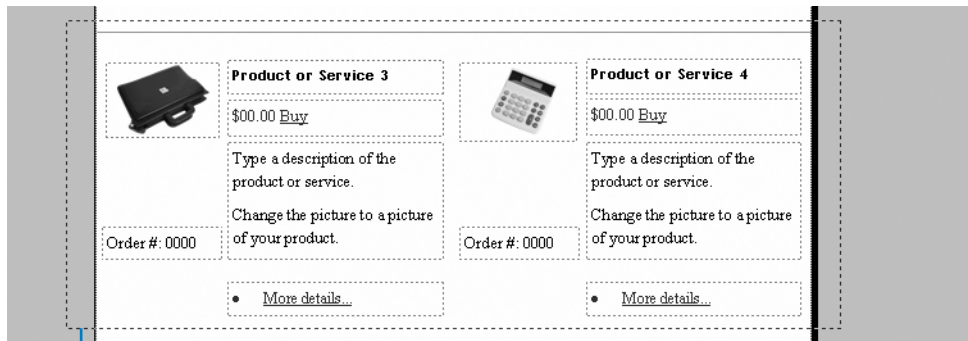 Product or Service 3
$00.00 Buy
Type a description of the
product or service.
Change the picture to a picture
of your product.
Order #: 0000
• More details...
Product or Service 4
$00.00 Buy
Type a description of the
product or service.
Change the picture to a picture
of your product.
Order #: 0000
• More details...